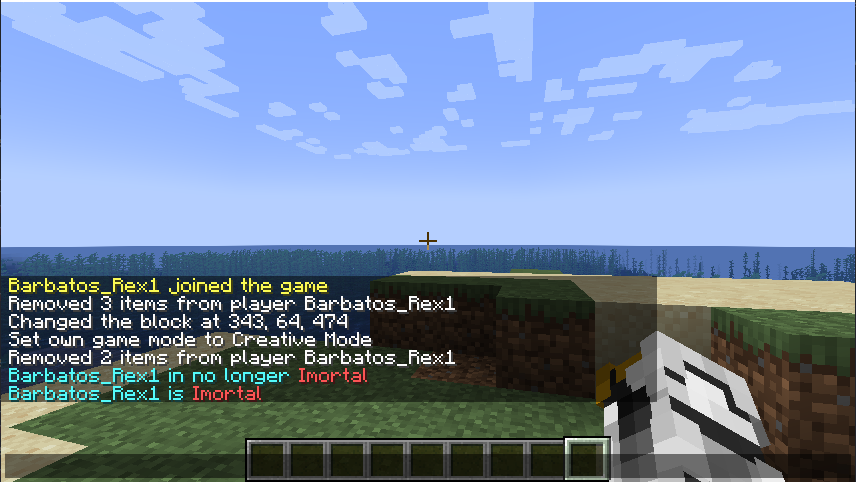 Barbatos_Rex1 joined the game
Removed 3 items from player Barbatos_Rex1
Changed the block at 343, 64, 474
Set own game mode to Creative Mode
Removed 2 items from player Barbatos_Rex1
Barbatos_Rex1 in no longer Imortal
Barbatos_Rex1 is Imortal